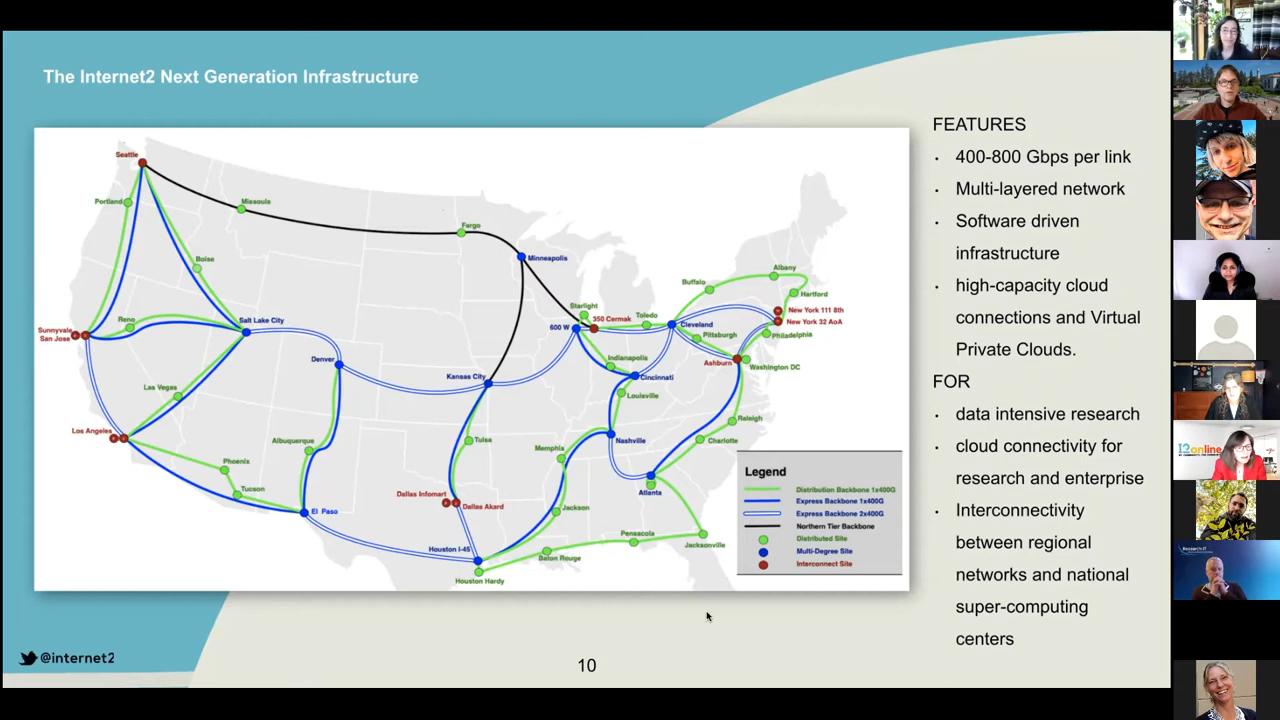 The Internet2 Next Generation Infrastructure
Seattle
Portland
Missoula
Fargo
Minneapolis
Boise
Reno
Sunnyvale
San Jose
Salt Lake City
Denver
Las Vegas
Los Angeles
Phoenix
Tucson
Albuquerque
El Paso
Kansas City
Tulsa
Dallas Infomart
Dallas Akard
Houston I-45
Houston Hardy
Starlight
600 W
350 Cermak
Toledo
Cleveland
Buffalo
Albany
Hartford
New York 111 8th
New York 32 AoA
Philadelphia
Pittsburgh
Ashburn
Washington DC
Indianapolis
Cincinnati
Louisville
Nashville
Memphis
Jackson
Atlanta
Raleigh
Charlotte
Baton Rouge
Pensacola
Jacksonville
Legend
Distribution Backbone 1x400G
Express Backbone 1x400G
Express Backbone 2x400G
Northern Tier Backbone
Distributed Site
Multi-Degree Site
Interconnect Site
FEATURES
400-800 Gbps per link
Multi-layered network
Software driven
infrastructure
high-capacity cloud
connections and Virtual
Private Clouds.
FOR
data intensive research
cloud connectivity for
research and enterprise
Interconnectivity
between regional
networks and national
super-computing
centers
@internet2
10
online
Research IT